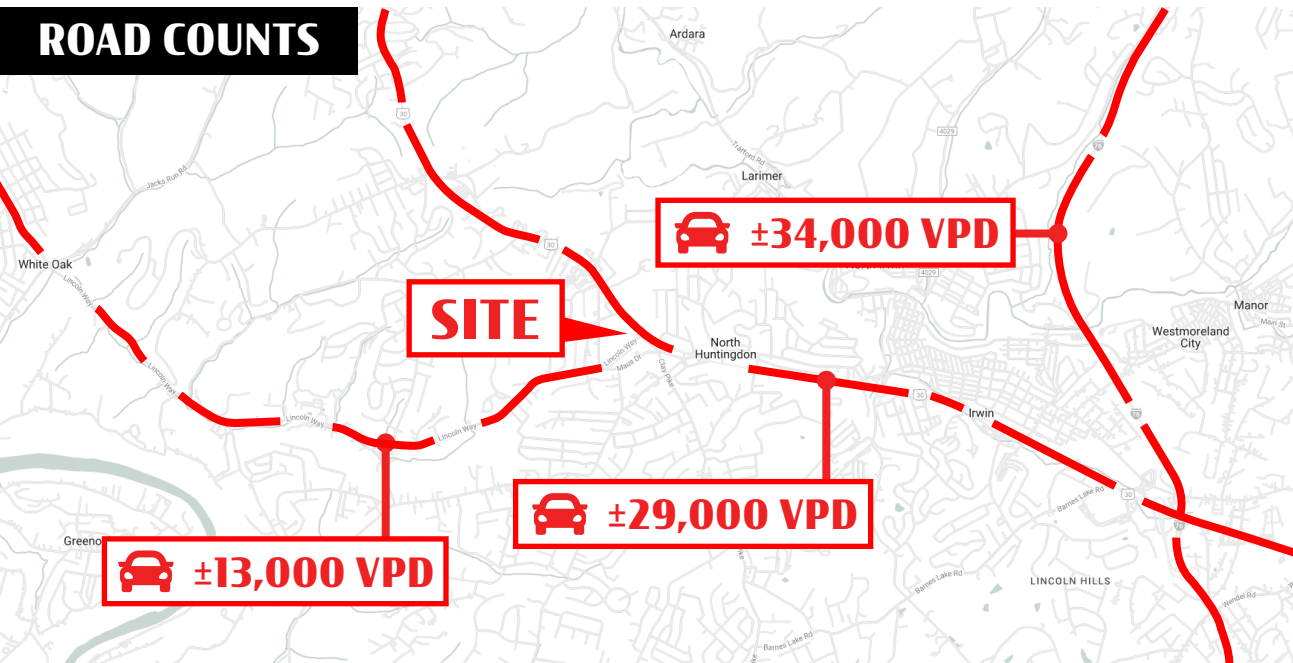 ROAD COUNTS
Ardara
30
4029
76
Trafford Rd
Jacks Run Rd
Larimer
±34,000 VPD
30
White Oak
4029
Lincoln Way
SITE
Manor
Main St
Westmoreland
City
North
Huntingdon
Lincoln Way
Maus Dr
Clay Pike
Lincoln Way
30
Irwin
76
Lincoln Way
Lincoln Way
Barnes Lake Rd
30
±29,000 VPD
76
Greeno
±13,000 VPD
Barnes Lake Rd
LINCOLN HILLS
Wendel Rd
Barnes Lake Rd